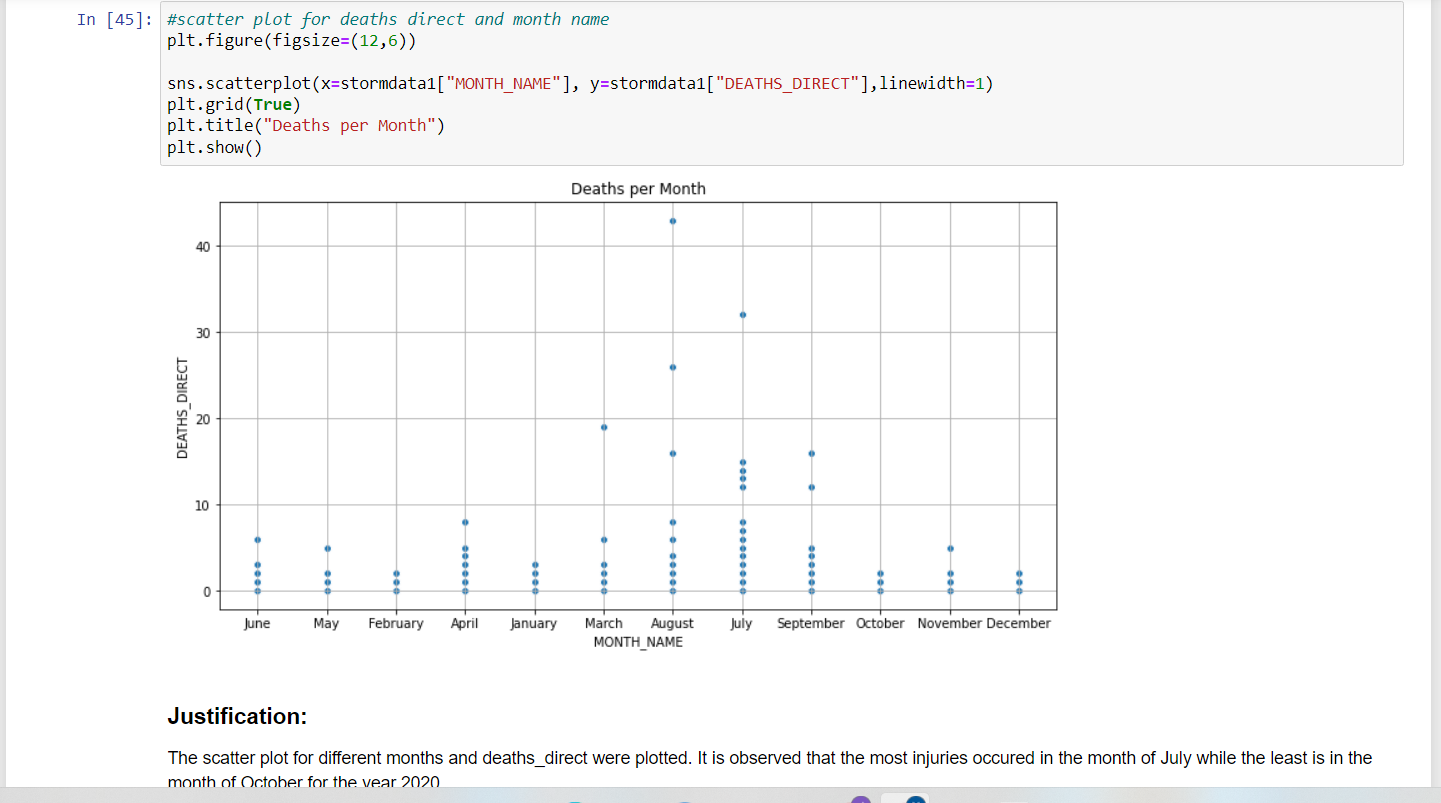 In [45]: #scatter plot for deaths direct and month name
plt.figure(figsize=(12,6))
sns.scatterplot(x=stormdata1["MONTH_NAME"], y=stormdata1["DEATHS_DIRECT"],linewidth=1)
plt.grid(True)
plt.title("Deaths per Month")
plt.show()
Deaths per Month
40
30
20
10
0
DEATHS_DIRECT
June May February April January March August July September October November December
MONTH_NAME
Justification:
The scatter plot for different months and deaths_direct were plotted. It is observed that the most injuries occured in the month of July while the least is in the
month of October for the year 2020